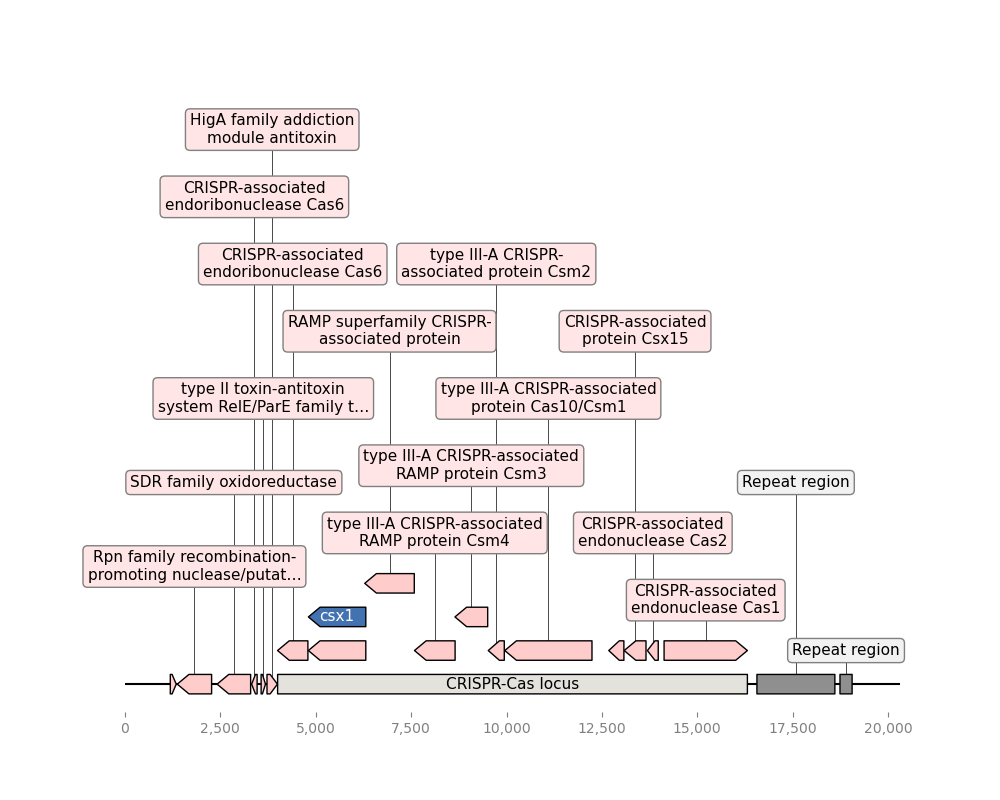 HigA family addiction
module antitoxin
CRISPR-associated
endoribonuclease Cas6
CRISPR-associated
endoribonuclease Cas6
type III-A CRISPR-
associated protein Csm2
RAMP superfamily CRISPR-
associated protein
CRISPR-associated
protein Csx15
type II toxin-antitoxin
system RelE/ParE family t...
type III-A CRISPR-associated
protein Cas10/Csm1
type III-A CRISPR-associated
RAMP protein Csm3
SDR family oxidoreductase
Repeat region
type III-A CRISPR-associated
RAMP protein Csm4
CRISPR-associated
endonuclease Cas2
Rpn family recombination-
promoting nuclease/putat...
CRISPR-associated
endonuclease Cas1
csx1
Repeat region
CRISPR-Cas locus
0
2,500
5,000
7,500
10,000
12,500
15,000
17,500
20,000